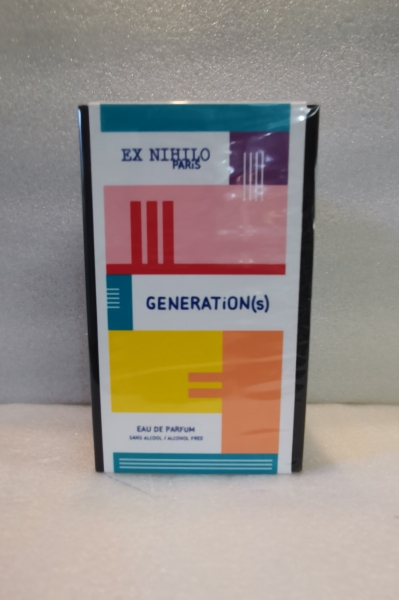 EX NIHILO
PARiS
GENERATiON(s)
EAU DE PARFUM
SANS ALCOOL / ALCOHOL FREE